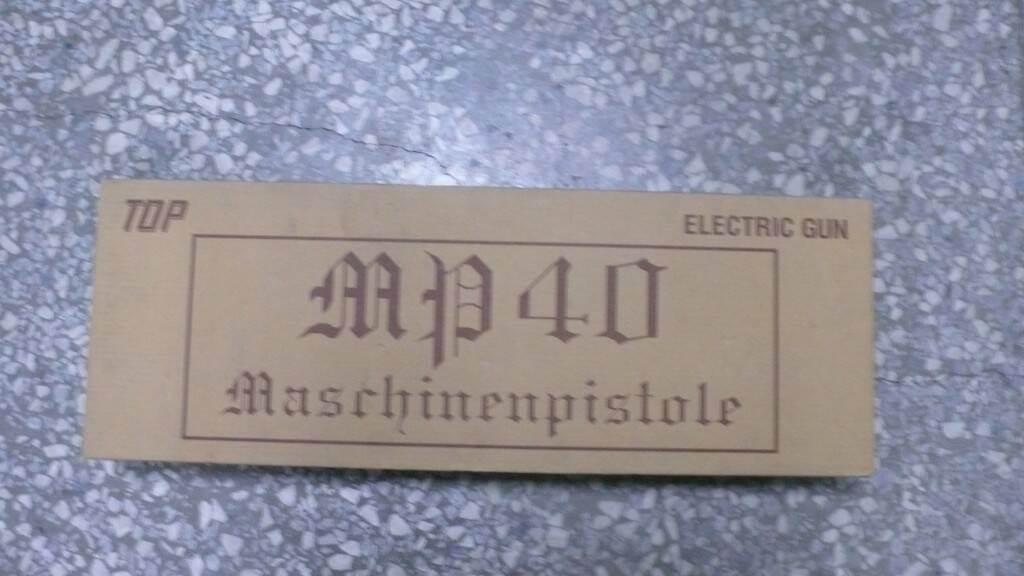 TOP
ELECTRIC GUN
MP40
Maschinenpistole